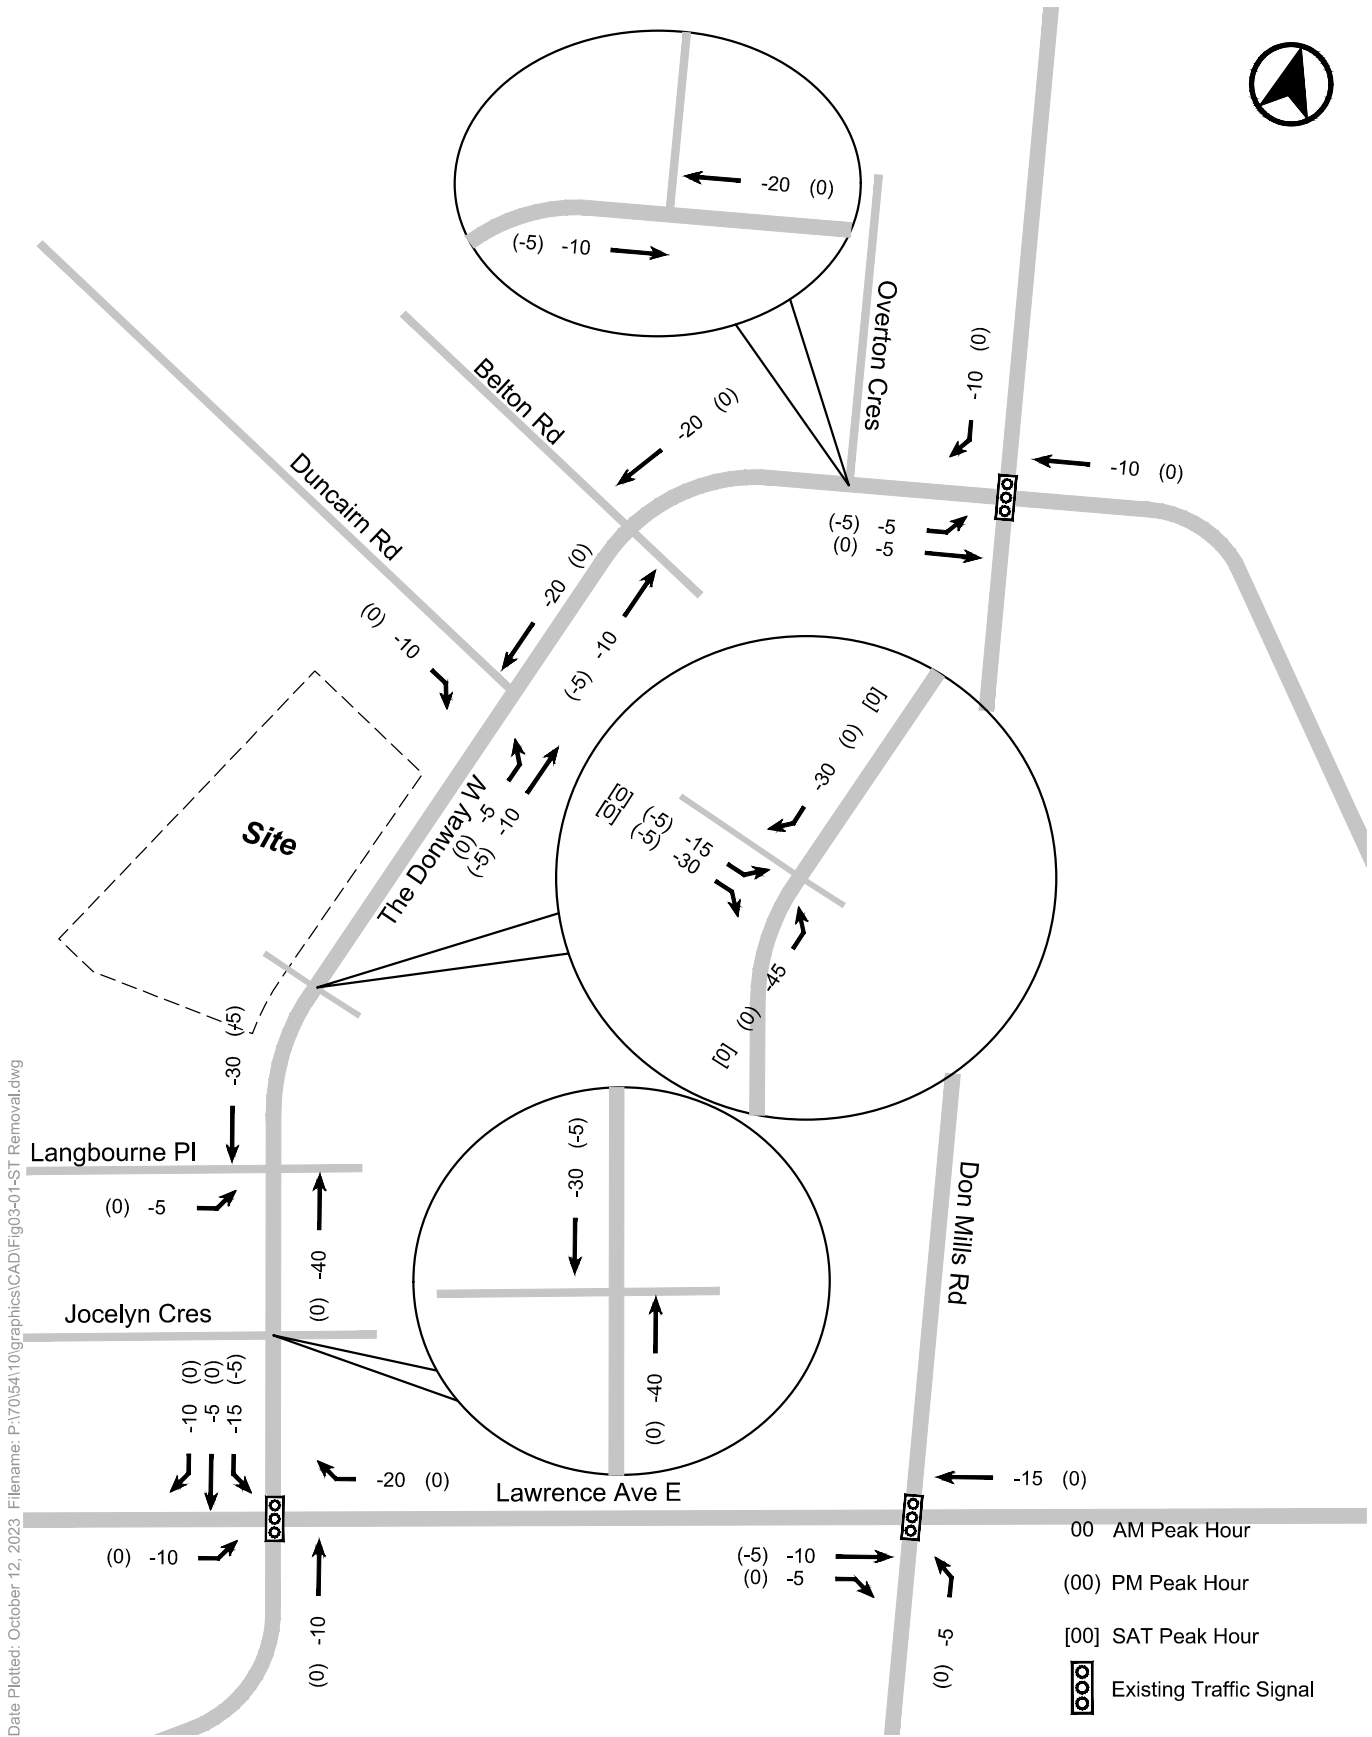 -20 (0)
(-5) -10
Overton Cres
-10 (0)
Belton Rd
-20 (0)
Duncairn Rd
-10 (0)
(-5) -5
(0) -5
-20 (0)
(0) -10
(-5) -10
-30 (0) [0]
[0] (-5) -15
[0] (-5) -30
The Donway W
(0) -5
(-5) -10
Site
[0] (0) -45
-30 (-5)
Langbourne Pl
(0) -5
(0) -40
-30 (-5)
(0) -40
Don Mills Rd
Jocelyn Cres
-10 (0)
-5 (0)
-15 (-5)
-20 (0)
Lawrence Ave E
-15 (0)
(0) -10
(0) -10
(-5) -10
(0) -5
(0) -5
00 AM Peak Hour
(00) PM Peak Hour
[00] SAT Peak Hour
Existing Traffic Signal
Date Plotted: October 12, 2023 Filename: P:\70\54\10\graphics\CAD\Fig03-01-ST Removal.dwg